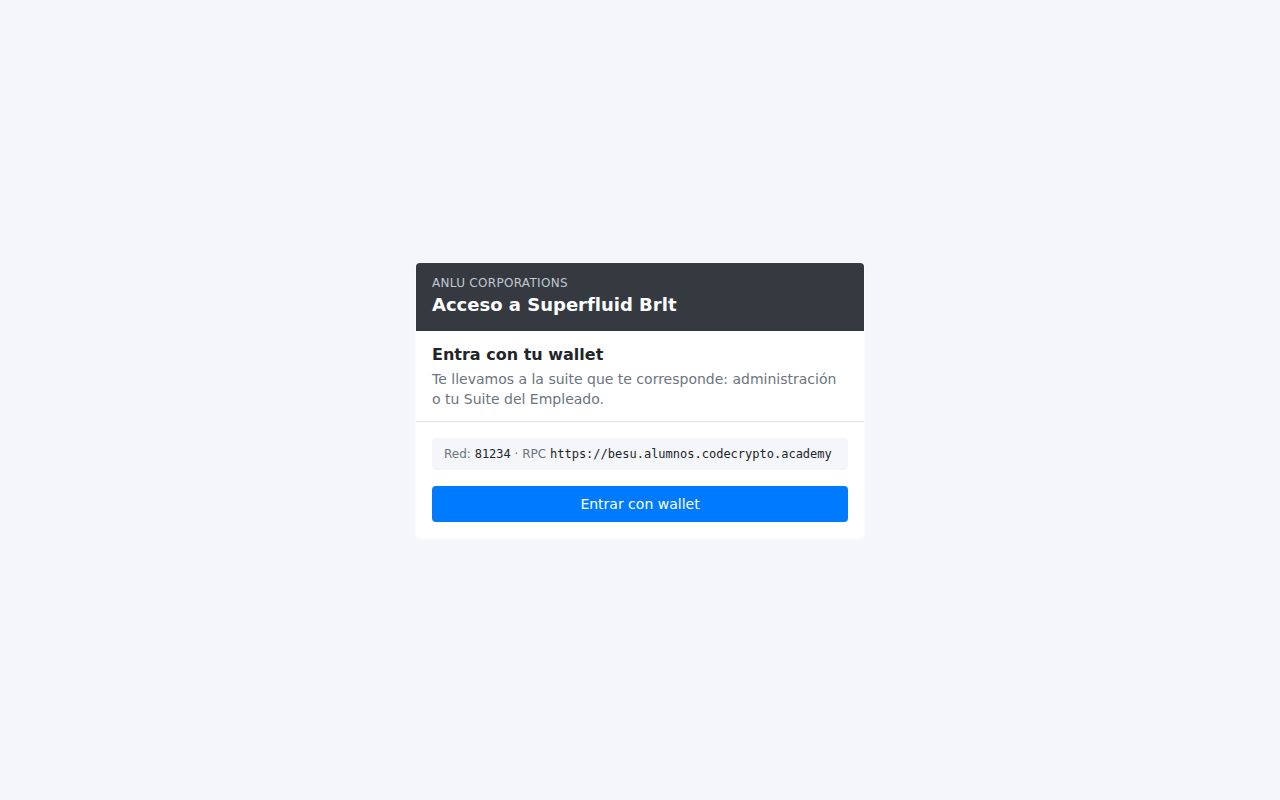 ANLU CORPORATIONS
Acceso a Superfluid Brlt
Entra con tu wallet
Te llevamos a la suite que te corresponde: administración
o tu Suite del Empleado.
Red: 81234 · RPC https://besu.alumnos.codecrypto.academy
Entrar con wallet